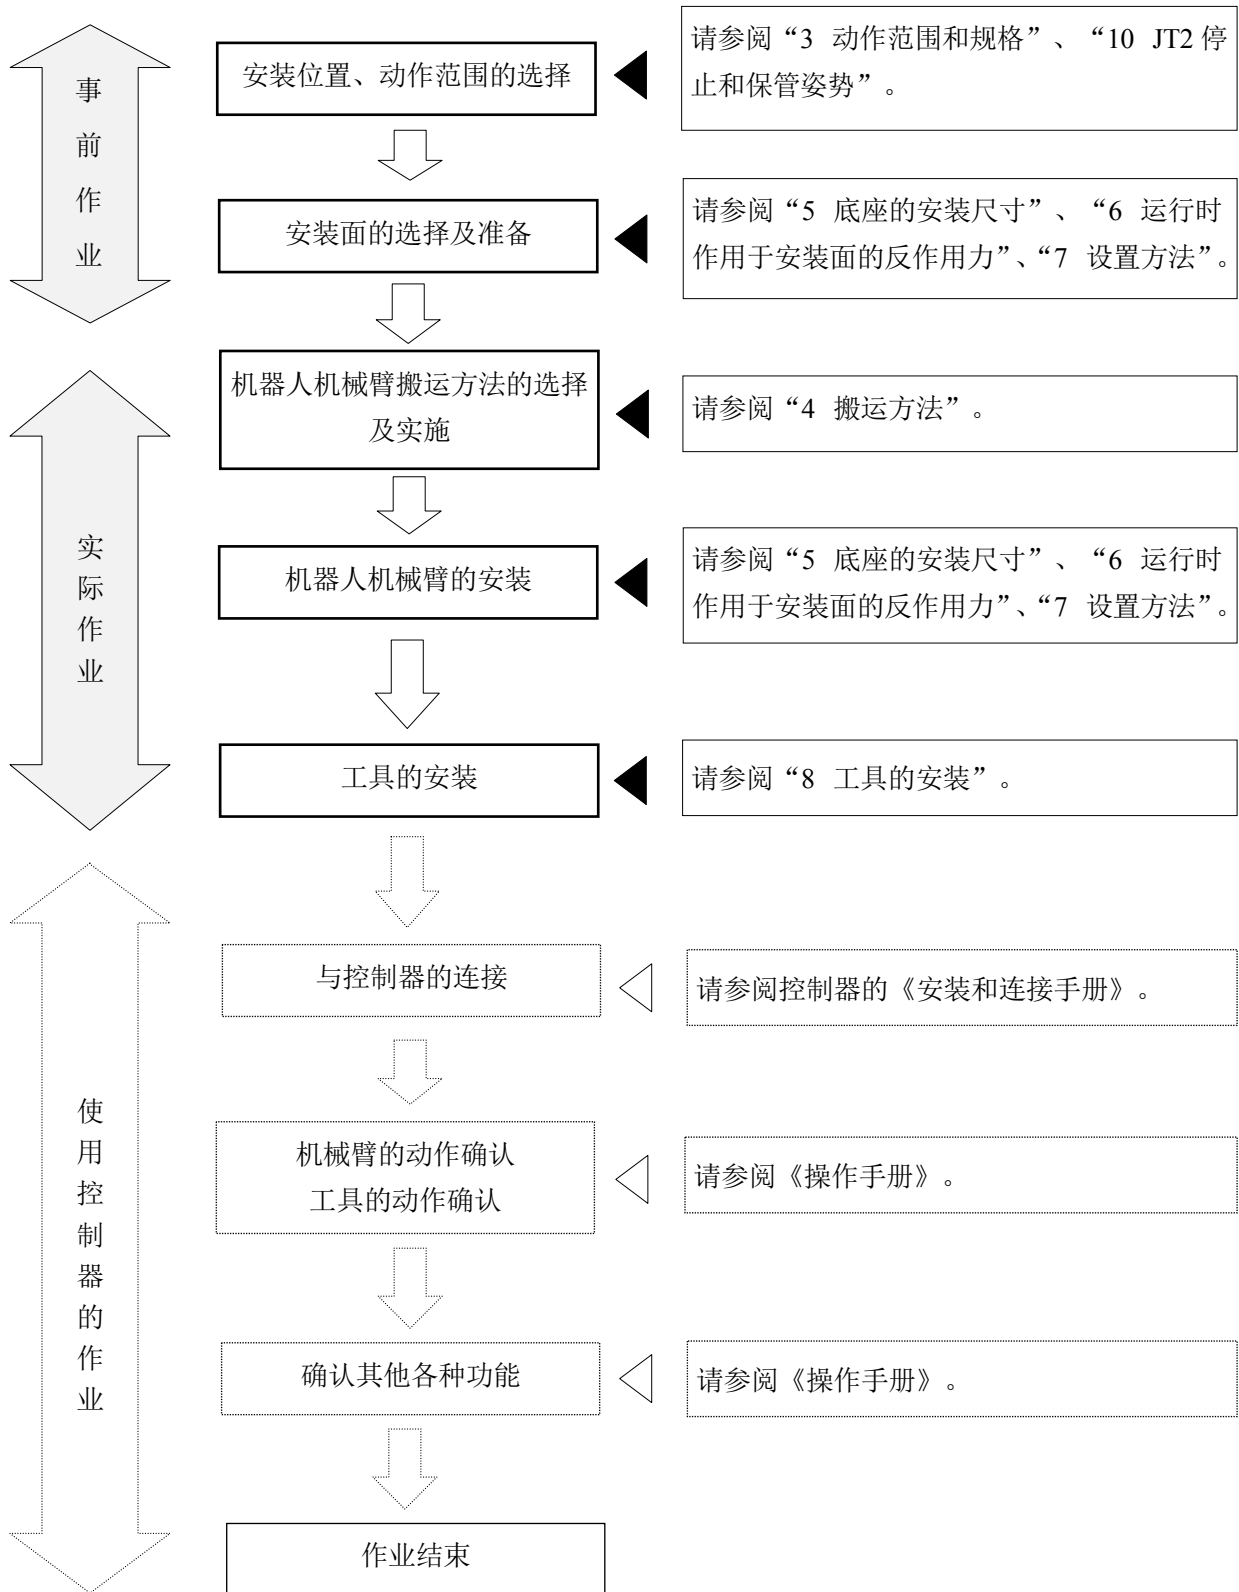 事前作业
安装位置、动作范围的选择
请参阅“3 动作范围和规格”、“10 JT2 停
止和保管姿势”。
安装面的选择及准备
请参阅“5 底座的安装尺寸”、“6 运行时
作用于安装面的反作用力”、“7 设置方法”。
实际作业
机器人机械臂搬运方法的选择
及实施
请参阅“4 搬运方法”。
机器人机械臂的安装
请参阅“5 底座的安装尺寸”、“6 运行时
作用于安装面的反作用力”、“7 设置方法”。
工具的安装
请参阅“8 工具的安装”。
使用控制器的作业
与控制器的连接
请参阅控制器的《安装和连接手册》。
机械臂的动作确认
工具的动作确认
请参阅《操作手册》。
确认其他各种功能
请参阅《操作手册》。
作业结束